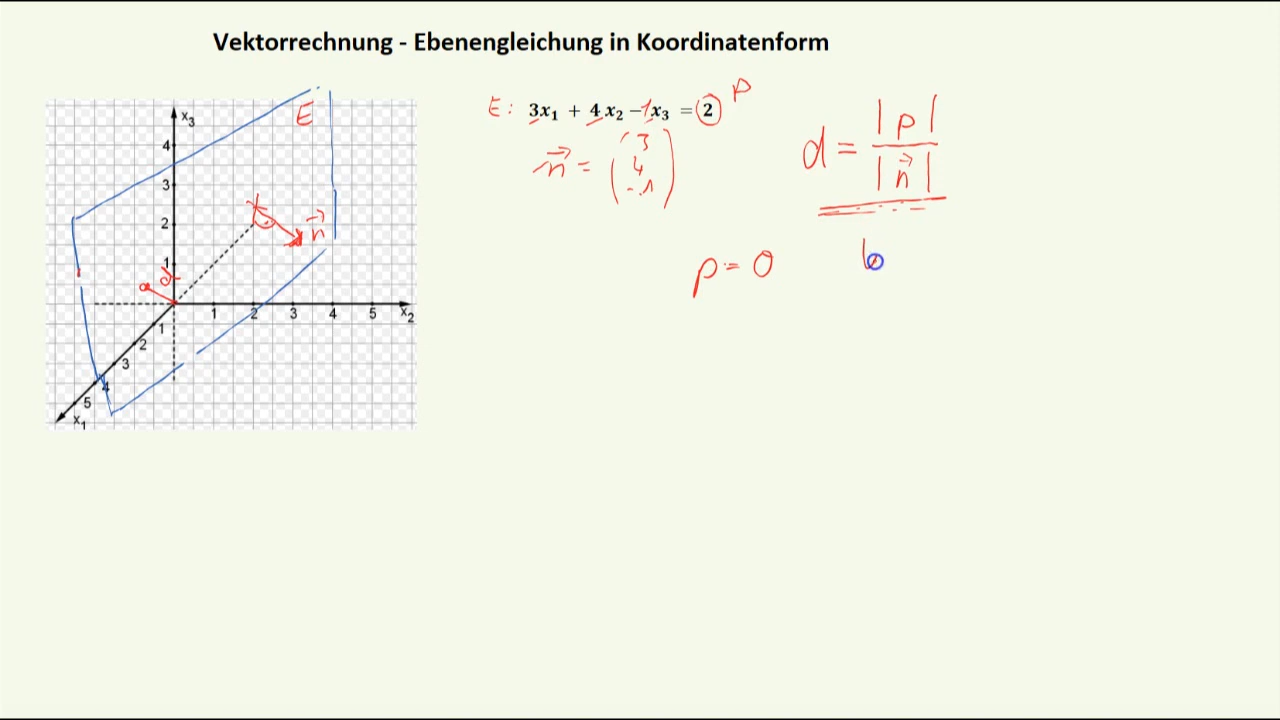 Vektorrechnung - Ebenengleichung in Koordinatenform
E: 3x₁ + 4x₂ - 1x₃ = 2 p
n⃗ = (3 4 -1)
d = |p| / |n⃗|
p = 0
E
x₃
4
3
2
1
n⃗
d
1 2 3 4 5 x₂
1
2
3
4
5
x₁